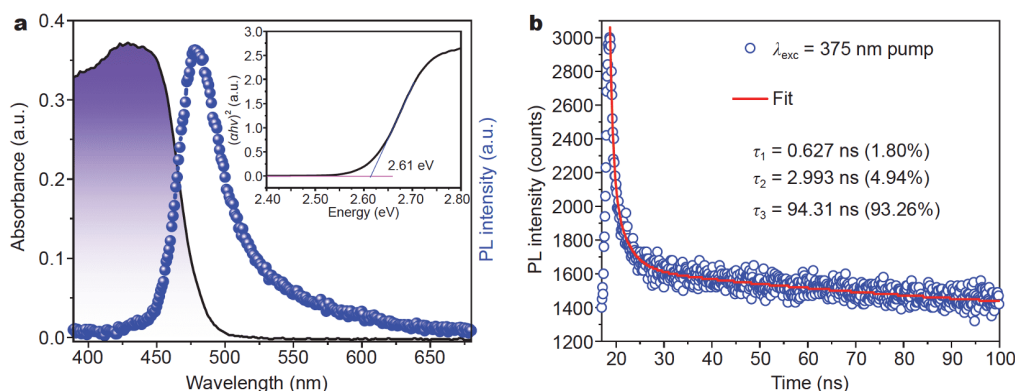 a
0.4
0.3
0.2
0.1
0.0
Absorbance (a.u.)
400 450 500 550 600 650
Wavelength (nm)
PL intensity (a.u.)
3.0
2.5
2.0
1.5
1.0
0.5
0.0
(αhν)² (a.u.)
2.61 eV
2.40 2.50 2.60 2.70 2.80
Energy (eV)
b
3000
2800
2600
2400
2200
2000
1800
1600
1400
1200
PL intensity (counts)
λexc = 375 nm pump
Fit
τ1 = 0.627 ns (1.80%)
τ2 = 2.993 ns (4.94%)
τ3 = 94.31 ns (93.26%)
20 30 40 50 60 70 80 90 100
Time (ns)